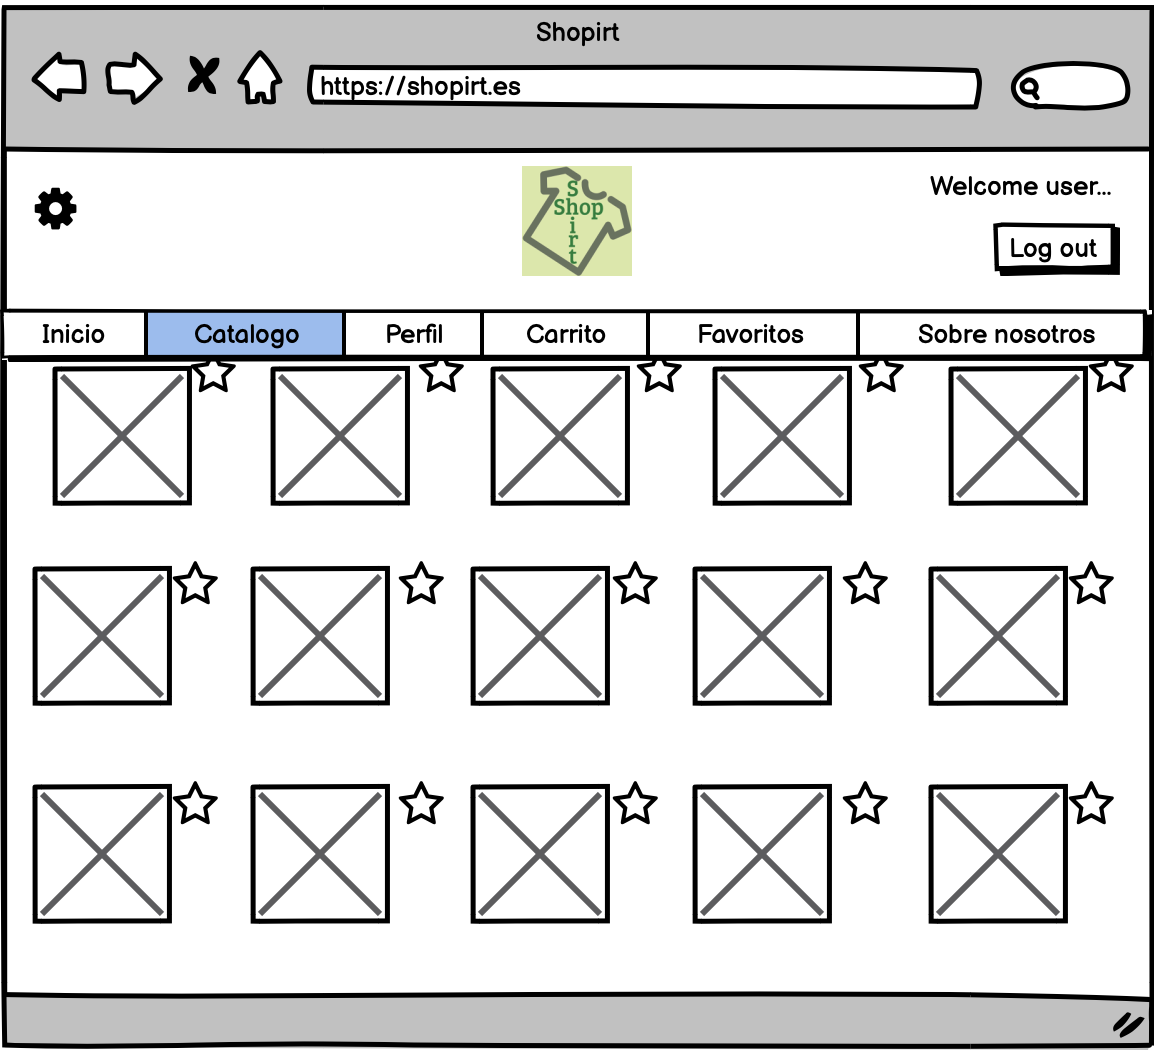 Shopirt
https://shopirt.es
Welcome user...
S
Shop
i
r
t
Log out
Inicio Catalogo Perfil Carrito Favoritos Sobre nosotros